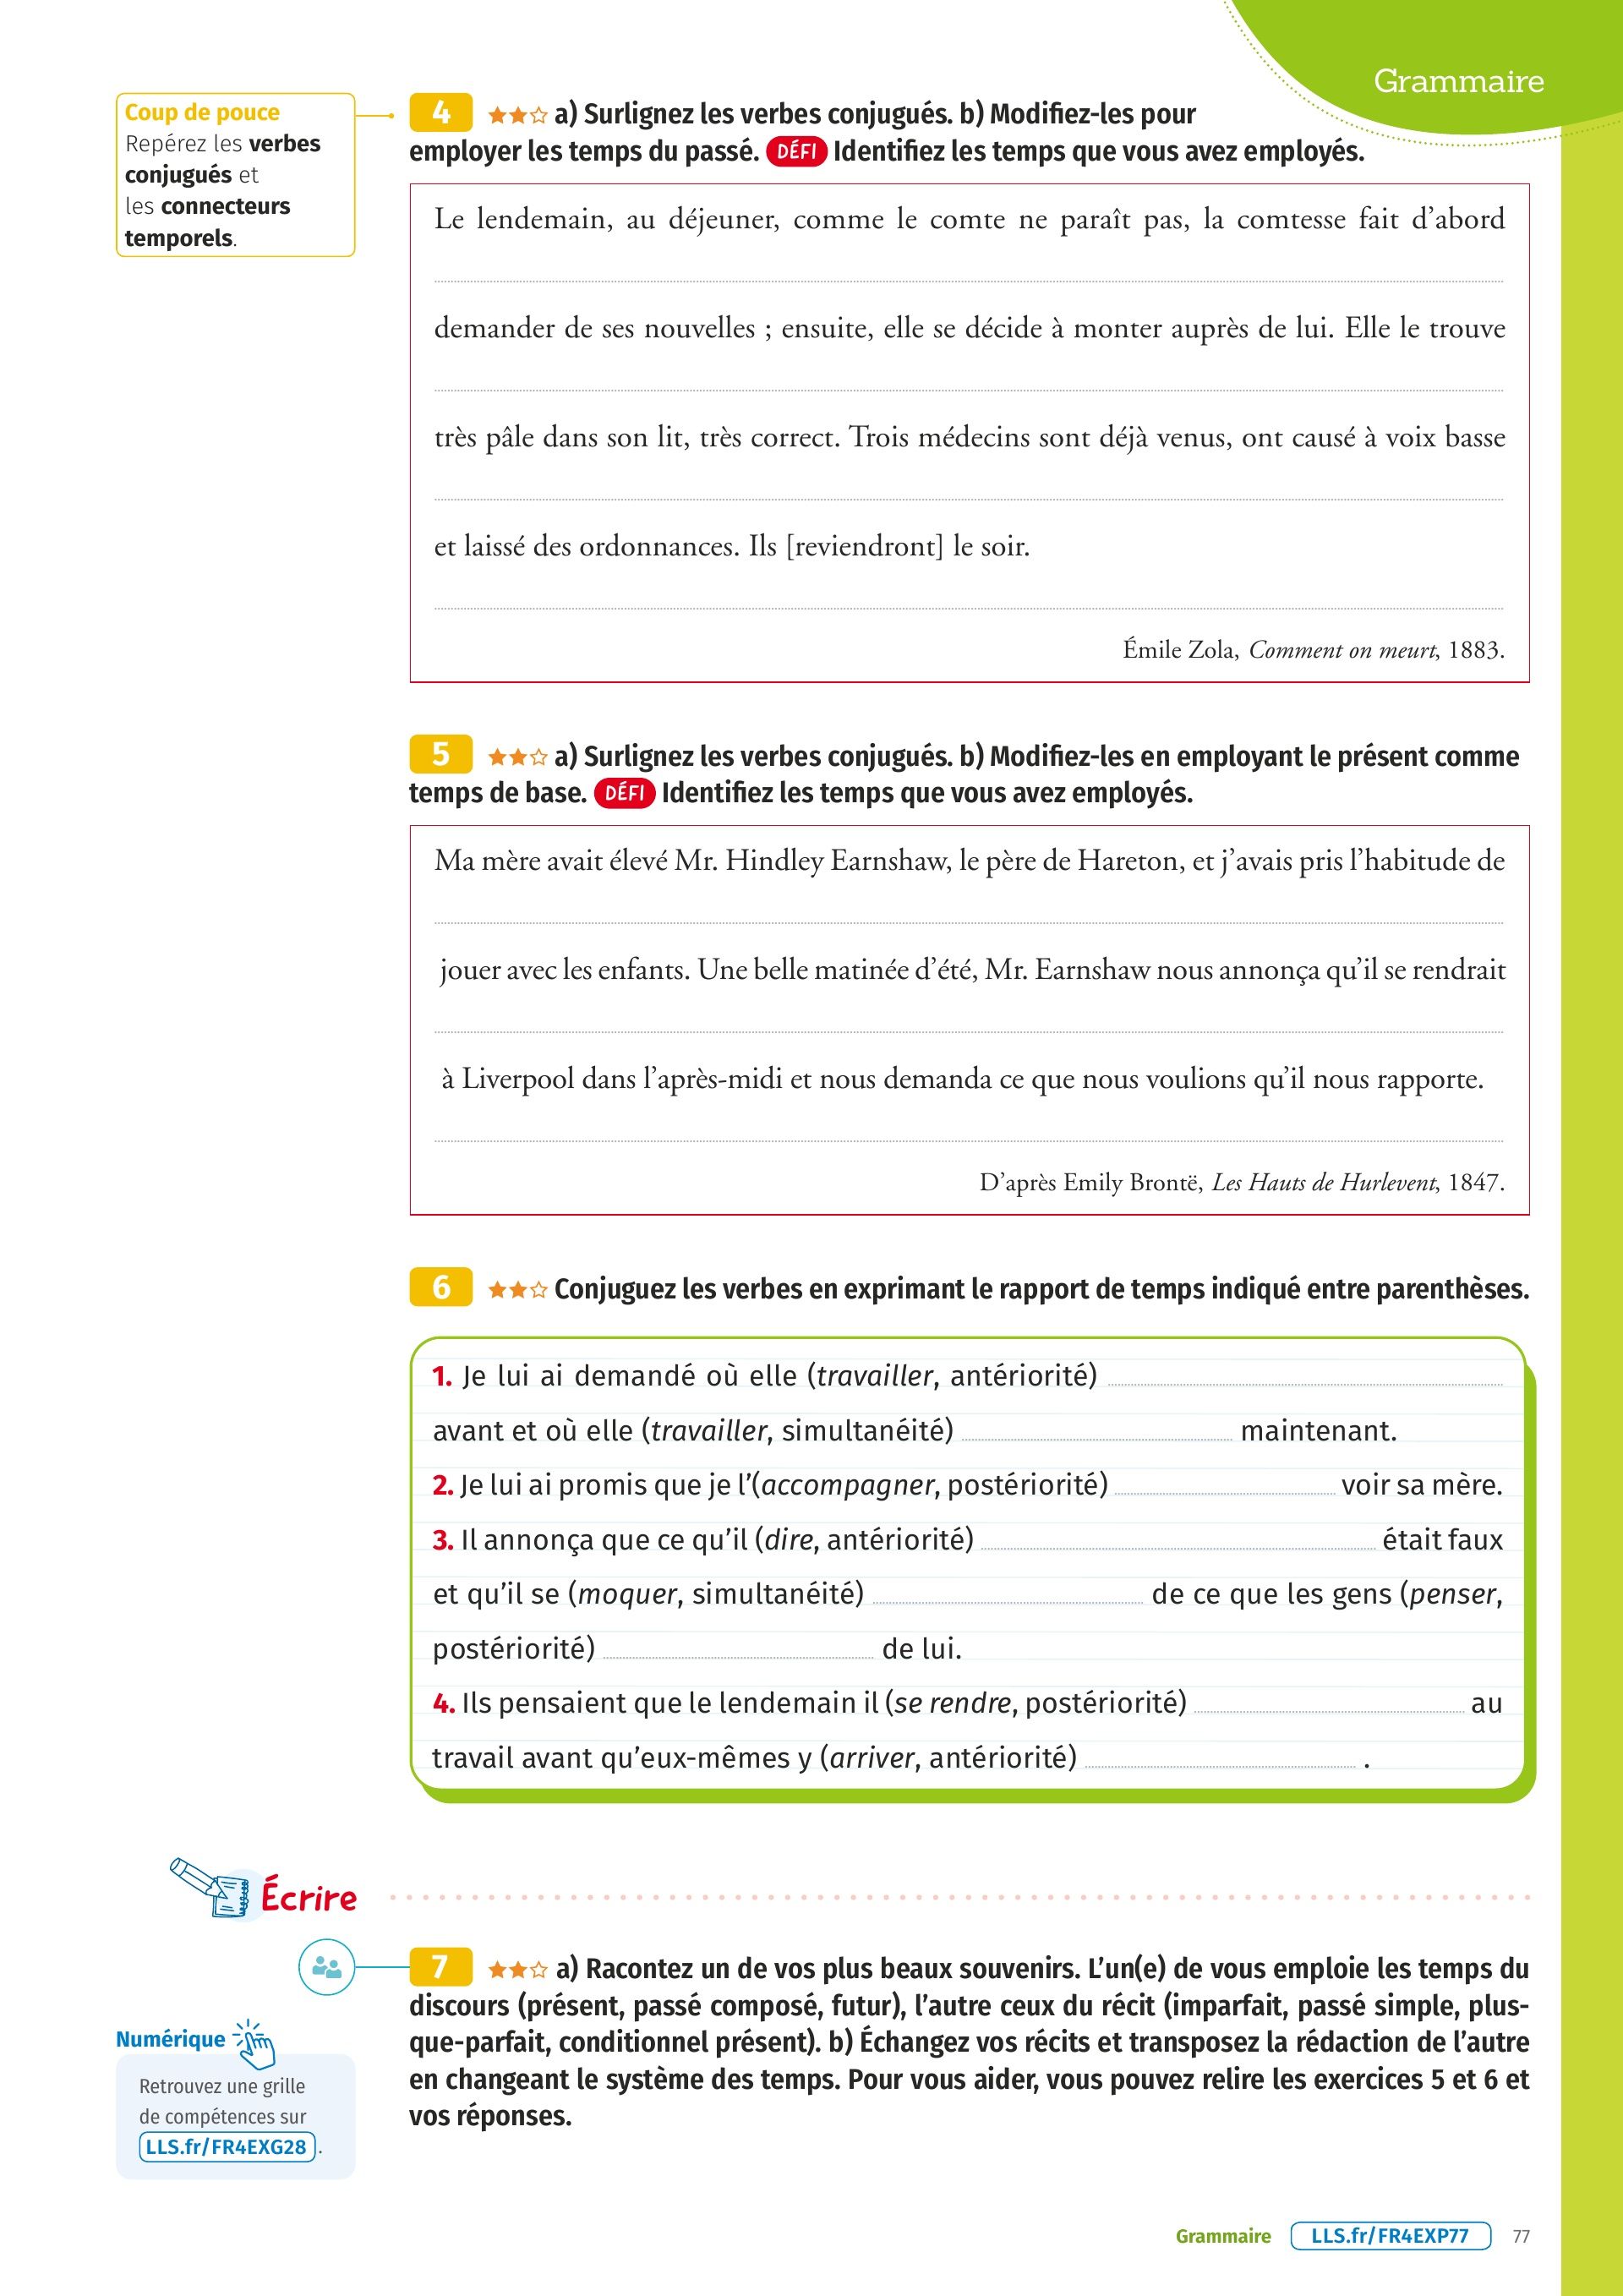 Grammaire
Coup de pouce
Repérez les verbes
conjugués et
les connecteurs
temporels.
4 a) Surlignez les verbes conjugués. b) Modifiez-les pour
employer les temps du passé. DÉFI Identifiez les temps que vous avez employés.
Le lendemain, au déjeuner, comme le comte ne paraît pas, la comtesse fait d’abord
demander de ses nouvelles ; ensuite, elle se décide à monter auprès de lui. Elle le trouve
très pâle dans son lit, très correct. Trois médecins sont déjà venus, ont causé à voix basse
et laissé des ordonnances. Ils [reviendront] le soir.
Émile Zola, Comment on meurt, 1883.
5 a) Surlignez les verbes conjugués. b) Modifiez-les en employant le présent comme
temps de base. DÉFI Identifiez les temps que vous avez employés.
Ma mère avait élevé Mr. Hindley Earnshaw, le père de Hareton, et j’avais pris l’habitude de
jouer avec les enfants. Une belle matinée d’été, Mr. Earnshaw nous annonça qu’il se rendrait
à Liverpool dans l’après-midi et nous demanda ce que nous voulions qu’il nous rapporte.
D’après Emily Brontë, Les Hauts de Hurlevent, 1847.
6 Conjuguez les verbes en exprimant le rapport de temps indiqué entre parenthèses.
1. Je lui ai demandé où elle (travailler, antériorité)
avant et où elle (travailler, simultanéité) maintenant.
2. Je lui ai promis que je l’(accompagner, postériorité) voir sa mère.
3. Il annonça que ce qu’il (dire, antériorité) était faux
et qu’il se (moquer, simultanéité) de ce que les gens (penser,
postériorité) de lui.
4. Ils pensaient que le lendemain il (se rendre, postériorité) au
travail avant qu’eux-mêmes y (arriver, antériorité) .
Écrire
7 a) Racontez un de vos plus beaux souvenirs. L’un(e) de vous emploie les temps du
discours (présent, passé composé, futur), l’autre ceux du récit (imparfait, passé simple, plus-
que-parfait, conditionnel présent). b) Échangez vos récits et transposez la rédaction de l’autre
en changeant le système des temps. Pour vous aider, vous pouvez relire les exercices 5 et 6 et
vos réponses.
Numérique
Retrouvez une grille
de compétences sur
LLS.fr/FR4EXG28 .
Grammaire LLS.fr/FR4EXP77 77